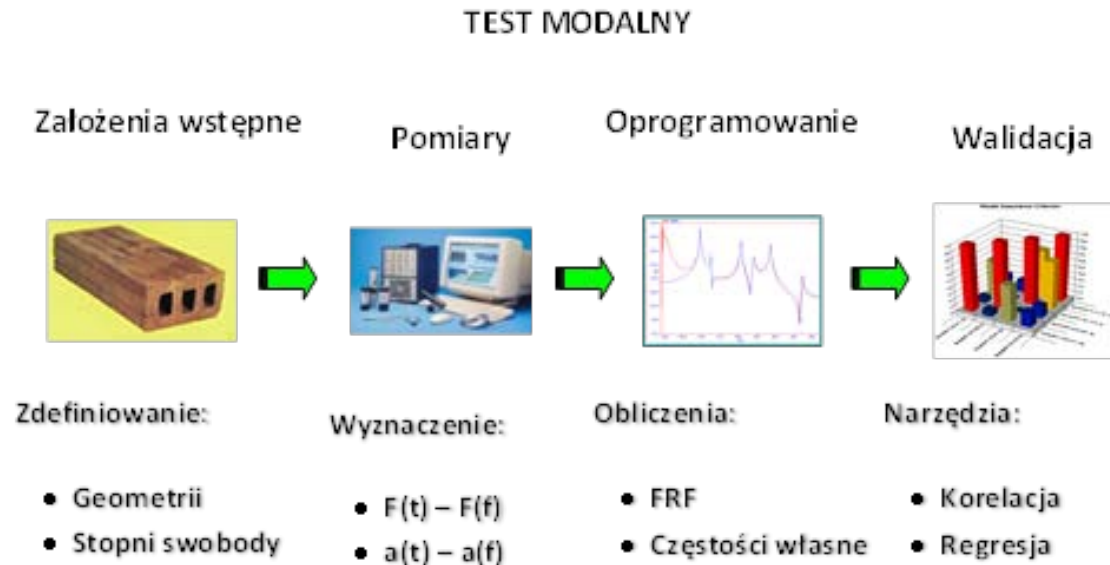 TEST MODALNY
Założenia wstępne
Pomiary
Oprogramowanie
Walidacja
Zdefiniowanie:
• Geometrii
• Stopni swobody
Wyznaczenie:
• F(t) – F(f)
• a(t) – a(f)
Obliczenia:
• FRF
• Częstości własne
Narzędzia:
• Korelacja
• Regresja